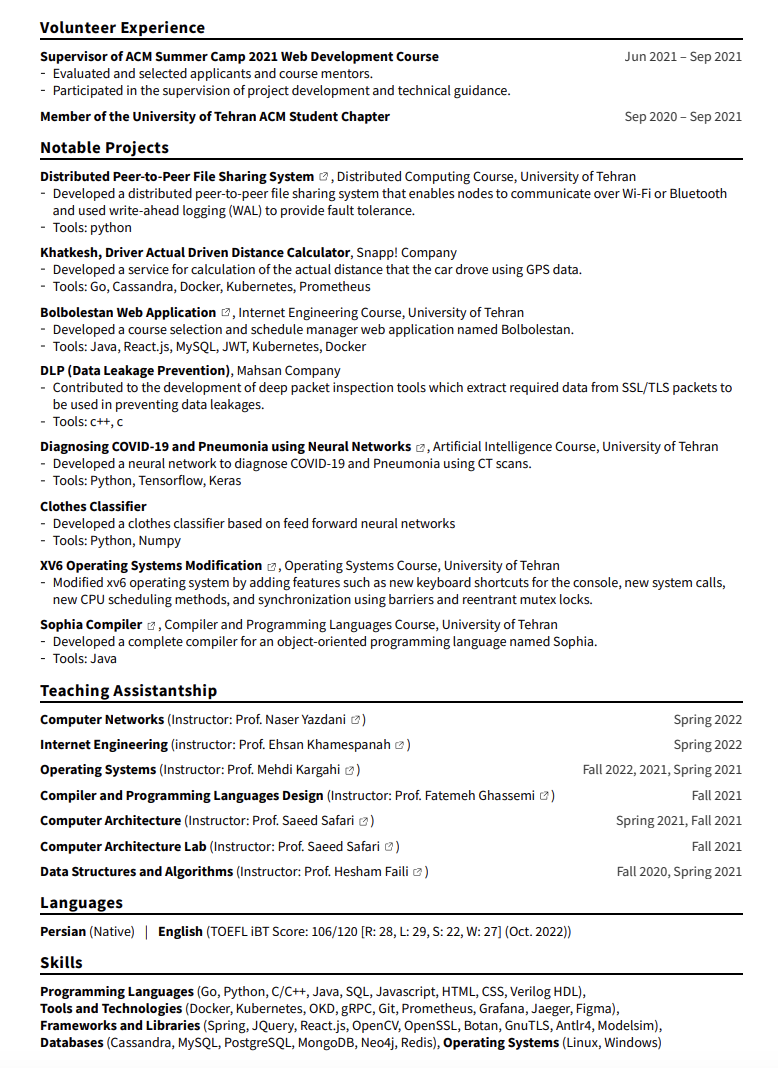 Volunteer Experience
Supervisor of ACM Summer Camp 2021 Web Development Course Jun 2021 – Sep 2021
- Evaluated and selected applicants and course mentors.
- Participated in the supervision of project development and technical guidance.
Member of the University of Tehran ACM Student Chapter Sep 2020 – Sep 2021
Notable Projects
Distributed Peer-to-Peer File Sharing System , Distributed Computing Course, University of Tehran
- Developed a distributed peer-to-peer file sharing system that enables nodes to communicate over Wi-Fi or Bluetooth
and used write-ahead logging (WAL) to provide fault tolerance.
- Tools: python
Khatkesh, Driver Actual Driven Distance Calculator, Snapp! Company
- Developed a service for calculation of the actual distance that the car drove using GPS data.
- Tools: Go, Cassandra, Docker, Kubernetes, Prometheus
Bolbolestan Web Application , Internet Engineering Course, University of Tehran
- Developed a course selection and schedule manager web application named Bolbolestan.
- Tools: Java, React.js, MySQL, JWT, Kubernetes, Docker
DLP (Data Leakage Prevention), Mahsan Company
- Contributed to the development of deep packet inspection tools which extract required data from SSL/TLS packets to
be used in preventing data leakages.
- Tools: c++, c
Diagnosing COVID-19 and Pneumonia using Neural Networks , Artificial Intelligence Course, University of Tehran
- Developed a neural network to diagnose COVID-19 and Pneumonia using CT scans.
- Tools: Python, Tensorflow, Keras
Clothes Classifier
- Developed a clothes classifier based on feed forward neural networks
- Tools: Python, Numpy
XV6 Operating Systems Modification , Operating Systems Course, University of Tehran
- Modified xv6 operating system by adding features such as new keyboard shortcuts for the console, new system calls,
new CPU scheduling methods, and synchronization using barriers and reentrant mutex locks.
Sophia Compiler , Compiler and Programming Languages Course, University of Tehran
- Developed a complete compiler for an object-oriented programming language named Sophia.
- Tools: Java
Teaching Assistantship
Computer Networks (Instructor: Prof. Naser Yazdani ) Spring 2022
Internet Engineering (instructor: Prof. Ehsan Khamespanah ) Spring 2022
Operating Systems (Instructor: Prof. Mehdi Kargahi ) Fall 2022, 2021, Spring 2021
Compiler and Programming Languages Design (Instructor: Prof. Fatemeh Ghassemi ) Fall 2021
Computer Architecture (Instructor: Prof. Saeed Safari ) Spring 2021, Fall 2021
Computer Architecture Lab (Instructor: Prof. Saeed Safari ) Fall 2021
Data Structures and Algorithms (Instructor: Prof. Hesham Faili ) Fall 2020, Spring 2021
Languages
Persian (Native) | English (TOEFL iBT Score: 106/120 [R: 28, L: 29, S: 22, W: 27] (Oct. 2022))
Skills
Programming Languages (Go, Python, C/C++, Java, SQL, Javascript, HTML, CSS, Verilog HDL),
Tools and Technologies (Docker, Kubernetes, OKD, gRPC, Git, Prometheus, Grafana, Jaeger, Figma),
Frameworks and Libraries (Spring, JQuery, React.js, OpenCV, OpenSSL, Botan, GnuTLS, Antlr4, Modelsim),
Databases (Cassandra, MySQL, PostgreSQL, MongoDB, Neo4j, Redis), Operating Systems (Linux, Windows)